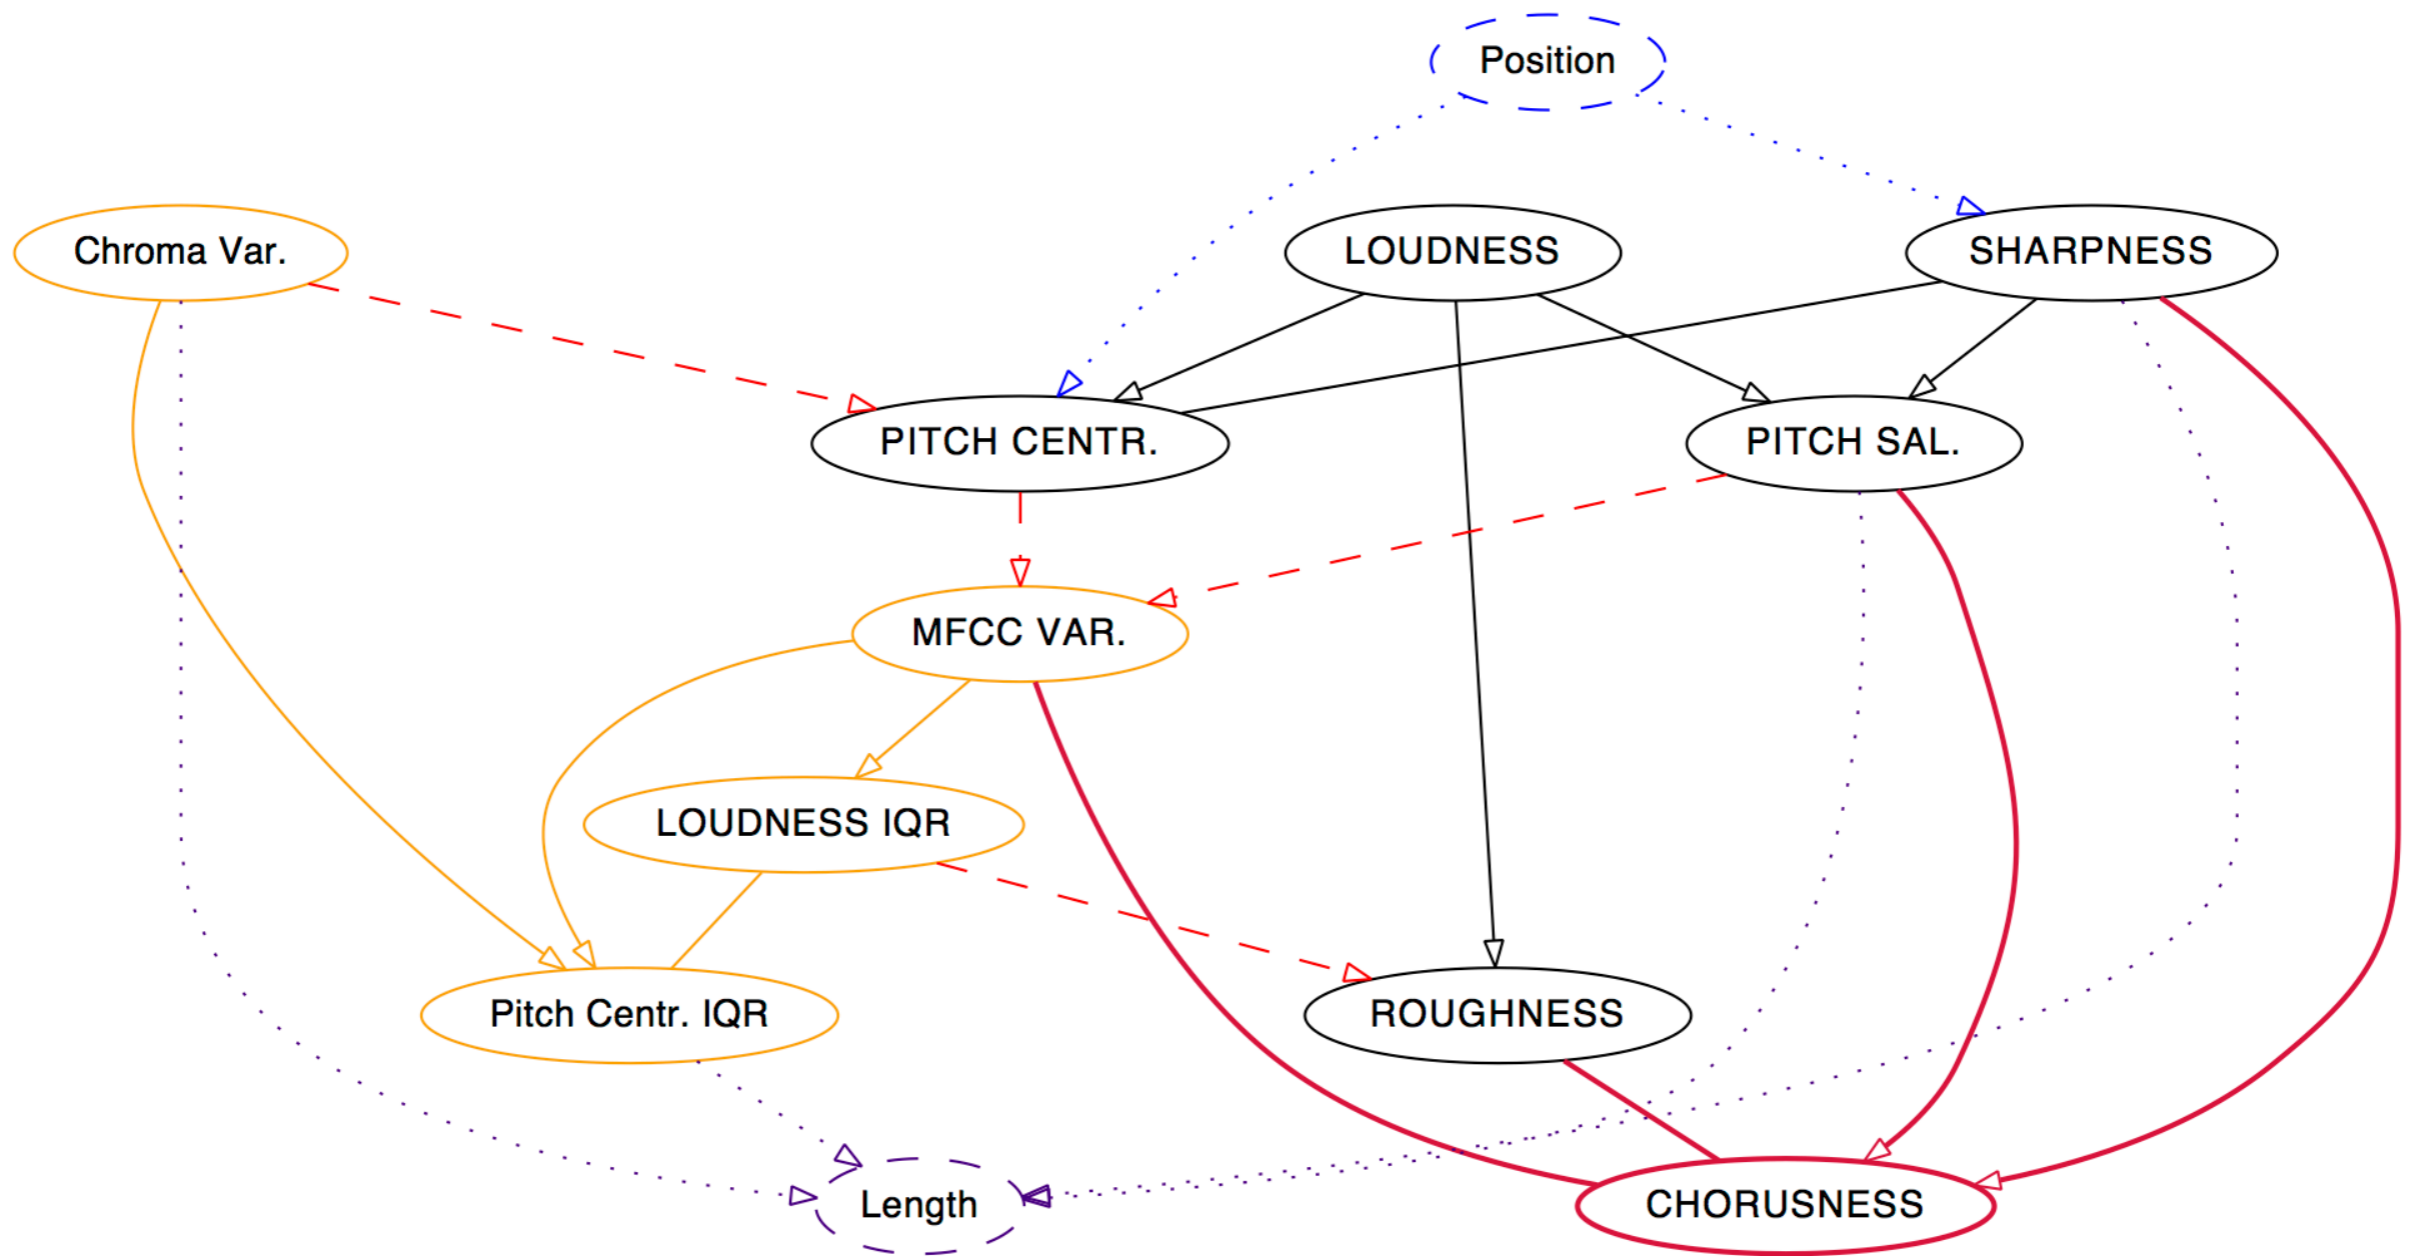 Position
Chroma Var.
LOUDNESS
SHARPNESS
PITCH CENTR.
PITCH SAL.
MFCC VAR.
LOUDNESS IQR
Pitch Centr. IQR
ROUGHNESS
Length
CHORUSNESS